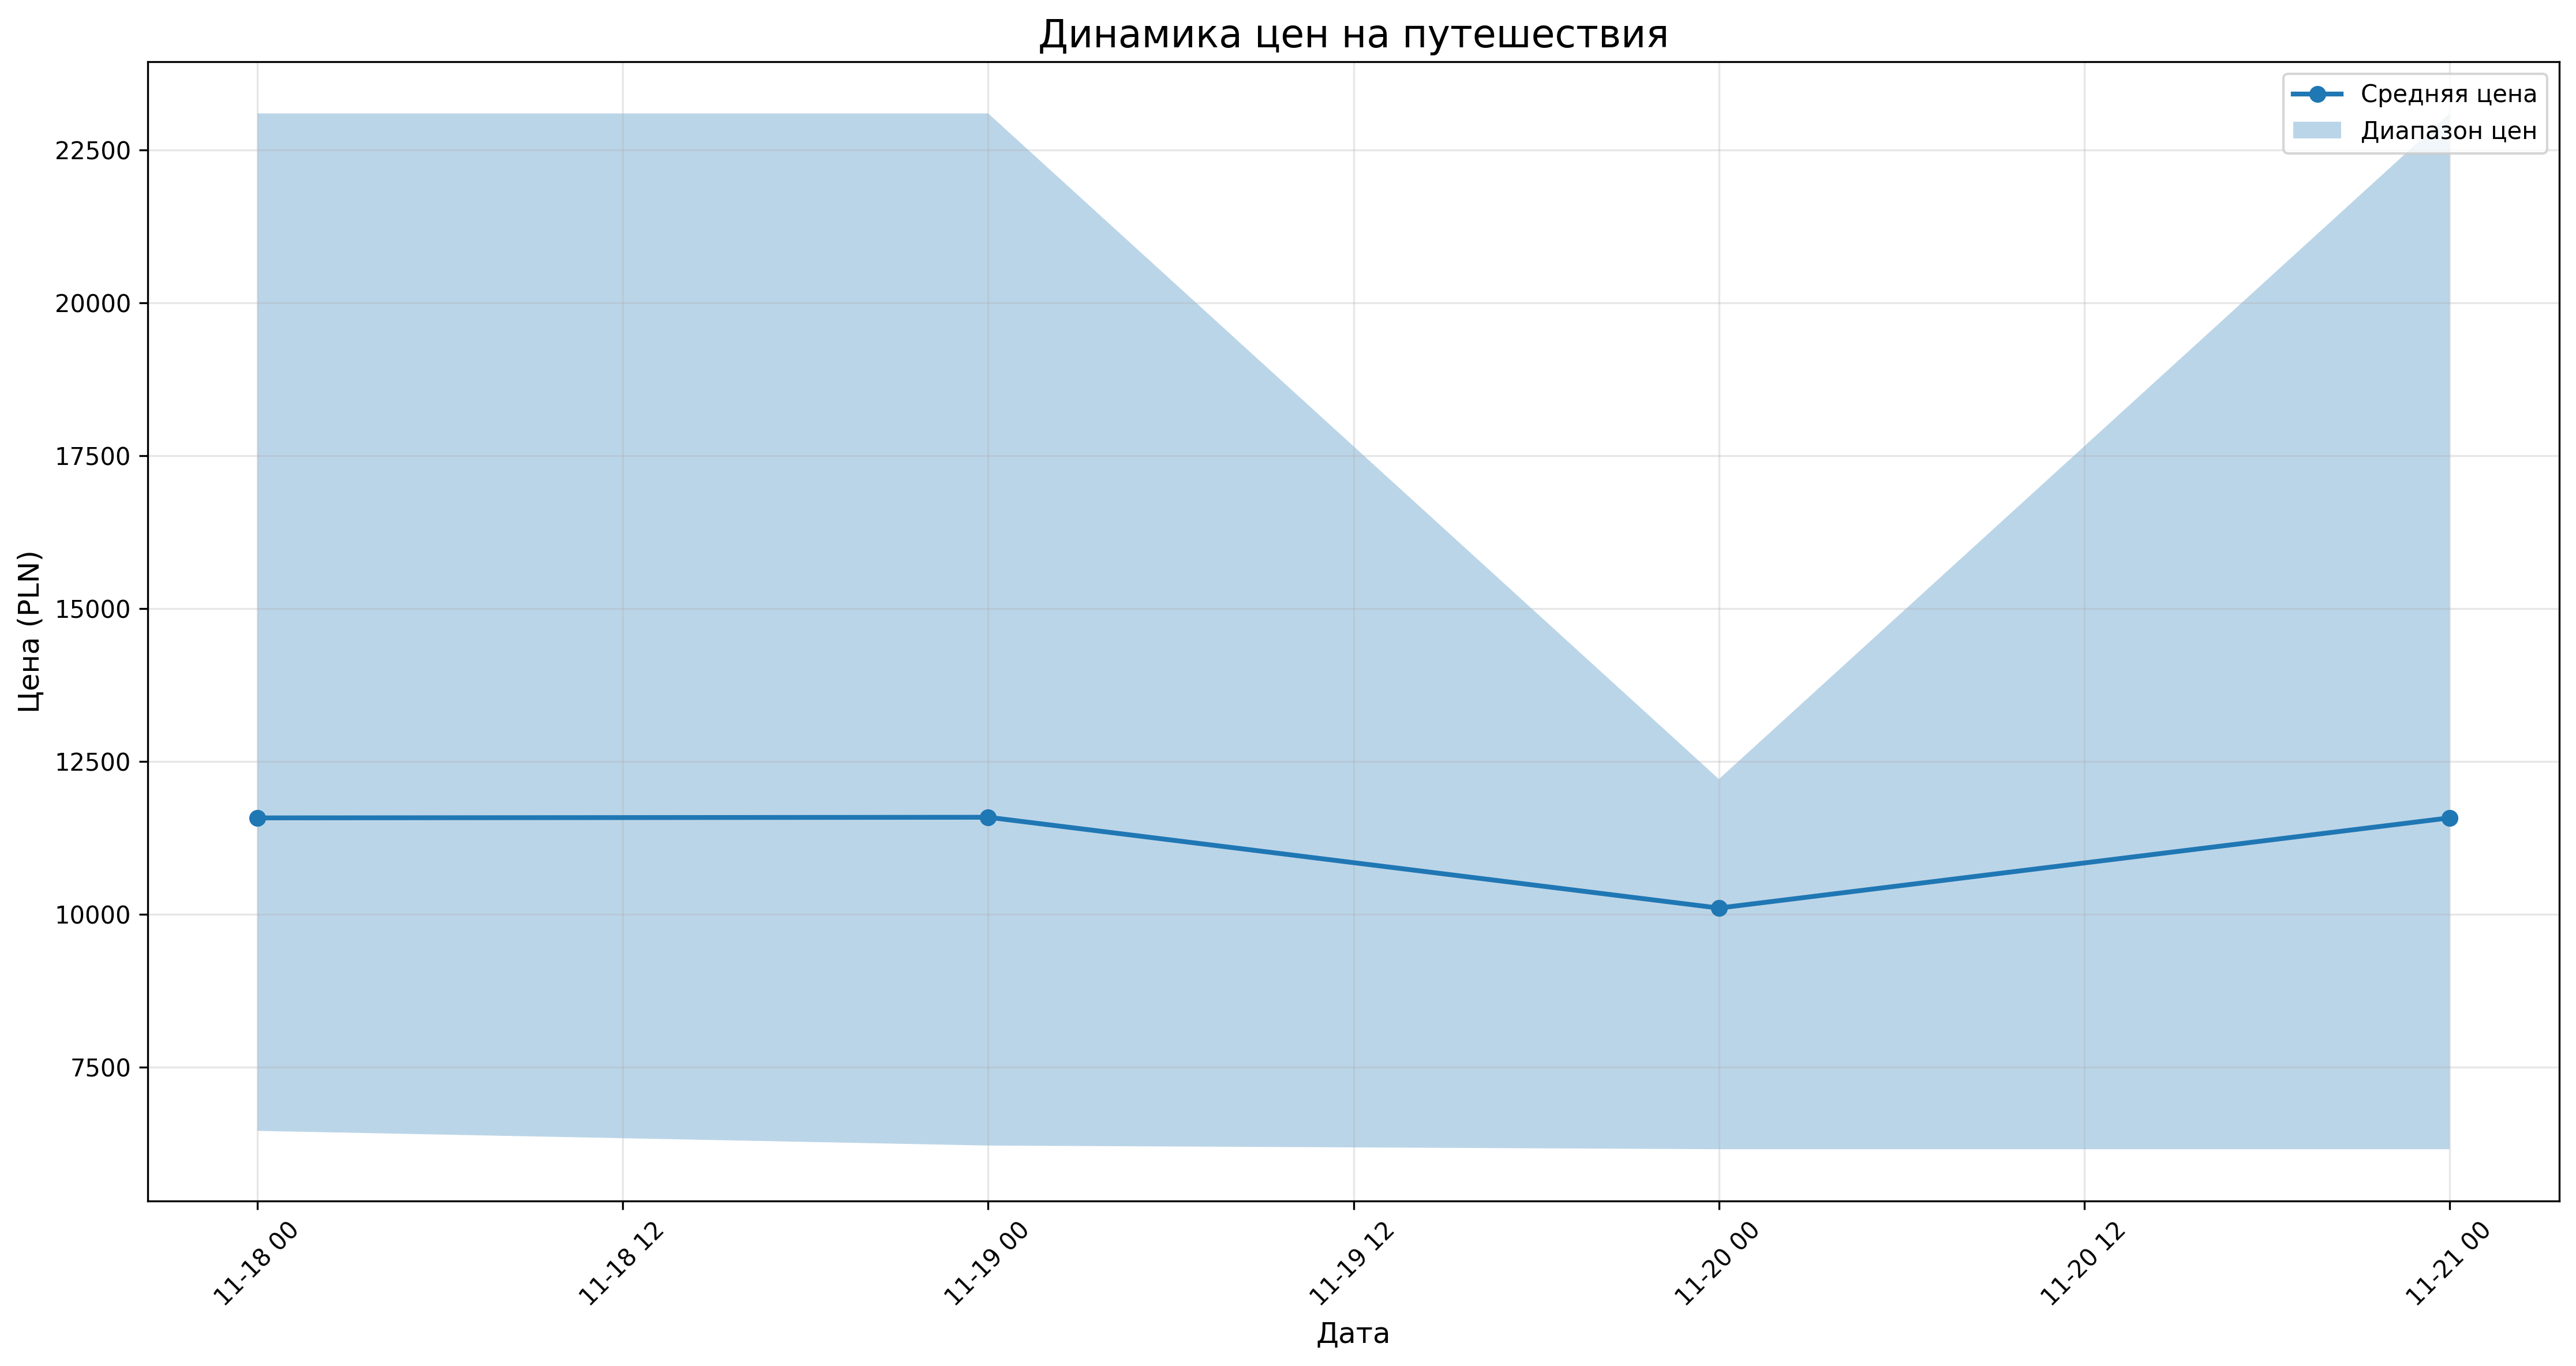 Динамика цен на путешествия
Средняя цена
Диапазон цен
22500
20000
17500
15000
12500
10000
7500
Цена (PLN)
11-18 00
11-18 12
11-19 00
11-19 12
11-20 00
11-20 12
11-21 00
Дата